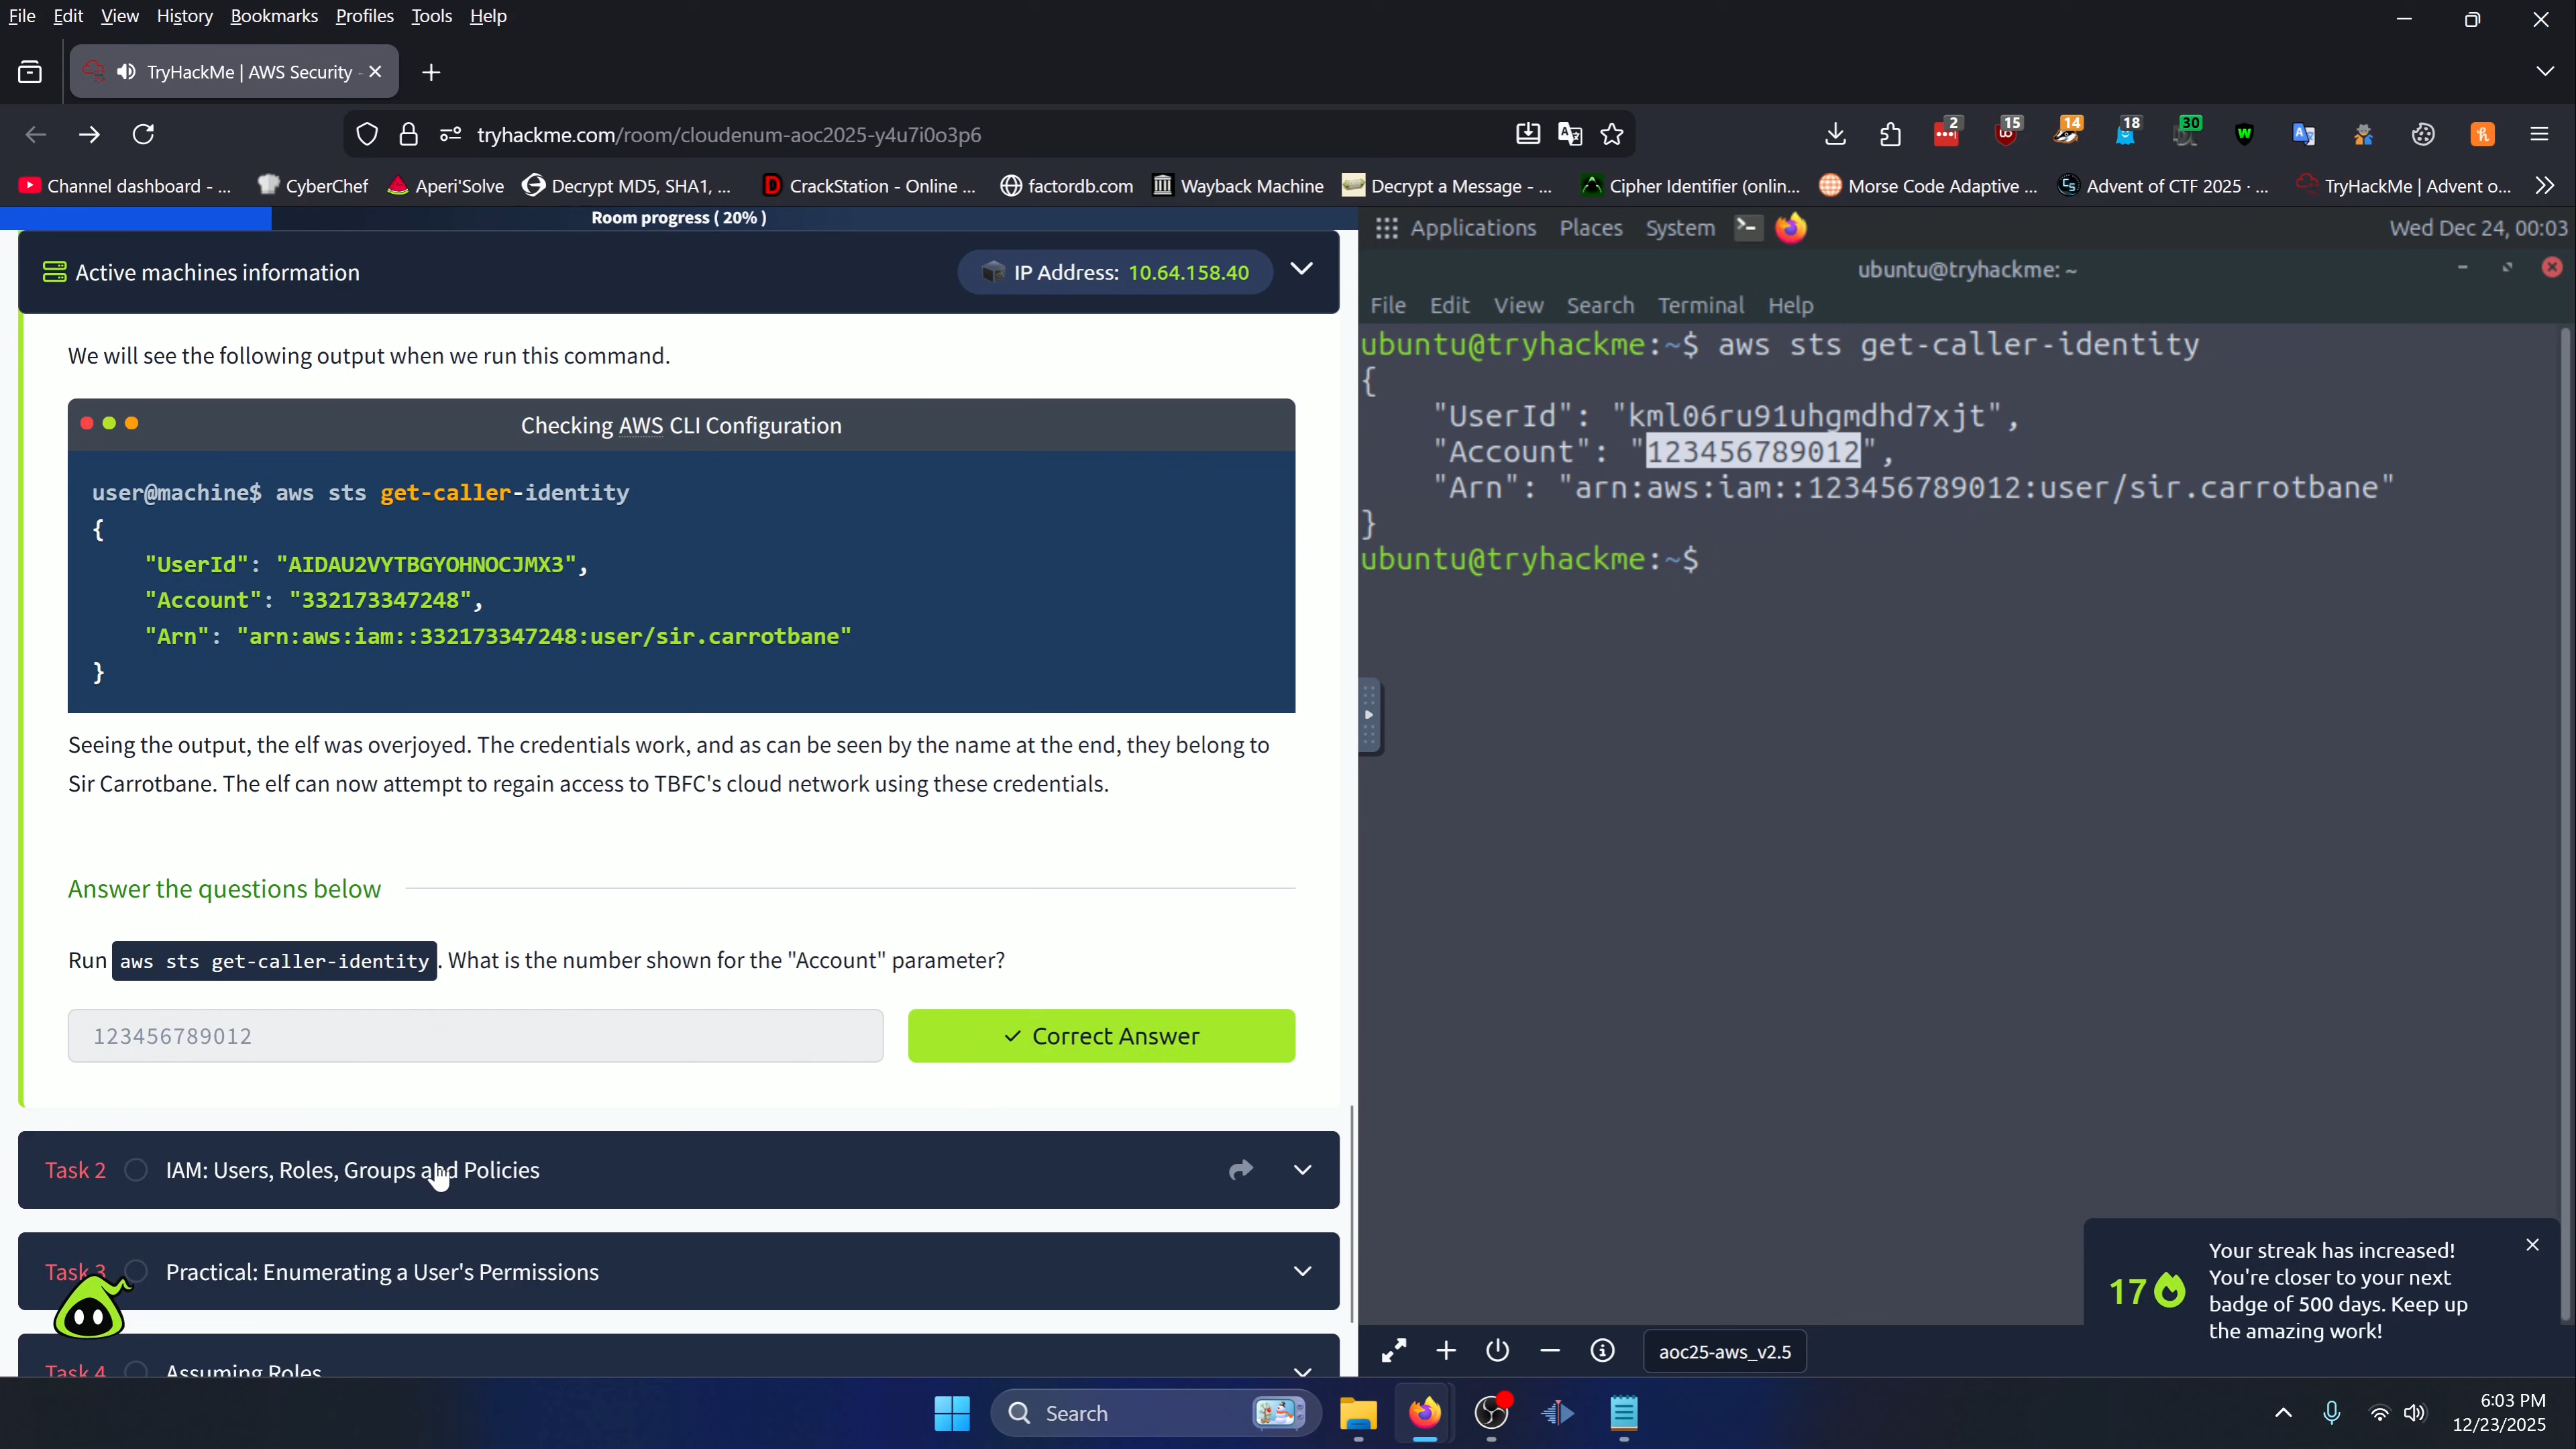 File Edit View History Bookmarks Profiles Tools Help
TryHackMe | AWS Security -
tryhackme.com/room/cloudenum-aoc2025-y4u7i0o3p6
2 15 14 18 30
Channel dashboard - ... CyberChef Aperi'Solve Decrypt MD5, SHA1, ... CrackStation - Online ... factordb.com Wayback Machine Decrypt a Message - ... Cipher Identifier (onlin... Morse Code Adaptive ... Advent of CTF 2025 · ... TryHackMe | Advent o...
Room progress ( 20% )
Active machines information
IP Address: 10.64.158.40
We will see the following output when we run this command.
Checking AWS CLI Configuration
user@machine$ aws sts get-caller-identity
{
"UserId": "AIDAU2VYTBGYOHNOCJMX3",
"Account": "332173347248",
"Arn": "arn:aws:iam::332173347248:user/sir.carrotbane"
}
Seeing the output, the elf was overjoyed. The credentials work, and as can be seen by the name at the end, they belong to
Sir Carrotbane. The elf can now attempt to regain access to TBFC's cloud network using these credentials.
Answer the questions below
Run aws sts get-caller-identity . What is the number shown for the "Account" parameter?
123456789012
Correct Answer
Task 2 IAM: Users, Roles, Groups and Policies
Task 3 Practical: Enumerating a User's Permissions
Task 4 Assuming Roles
Applications Places System
Wed Dec 24, 00:03
ubuntu@tryhackme: ~
File Edit View Search Terminal Help
ubuntu@tryhackme:~$ aws sts get-caller-identity
{
"UserId": "kml06ru91uhgmdhd7xjt",
"Account": "123456789012",
"Arn": "arn:aws:iam::123456789012:user/sir.carrotbane"
}
ubuntu@tryhackme:~$
17
Your streak has increased!
You're closer to your next
badge of 500 days. Keep up
the amazing work!
aoc25-aws_v2.5
Search
6:03 PM
12/23/2025